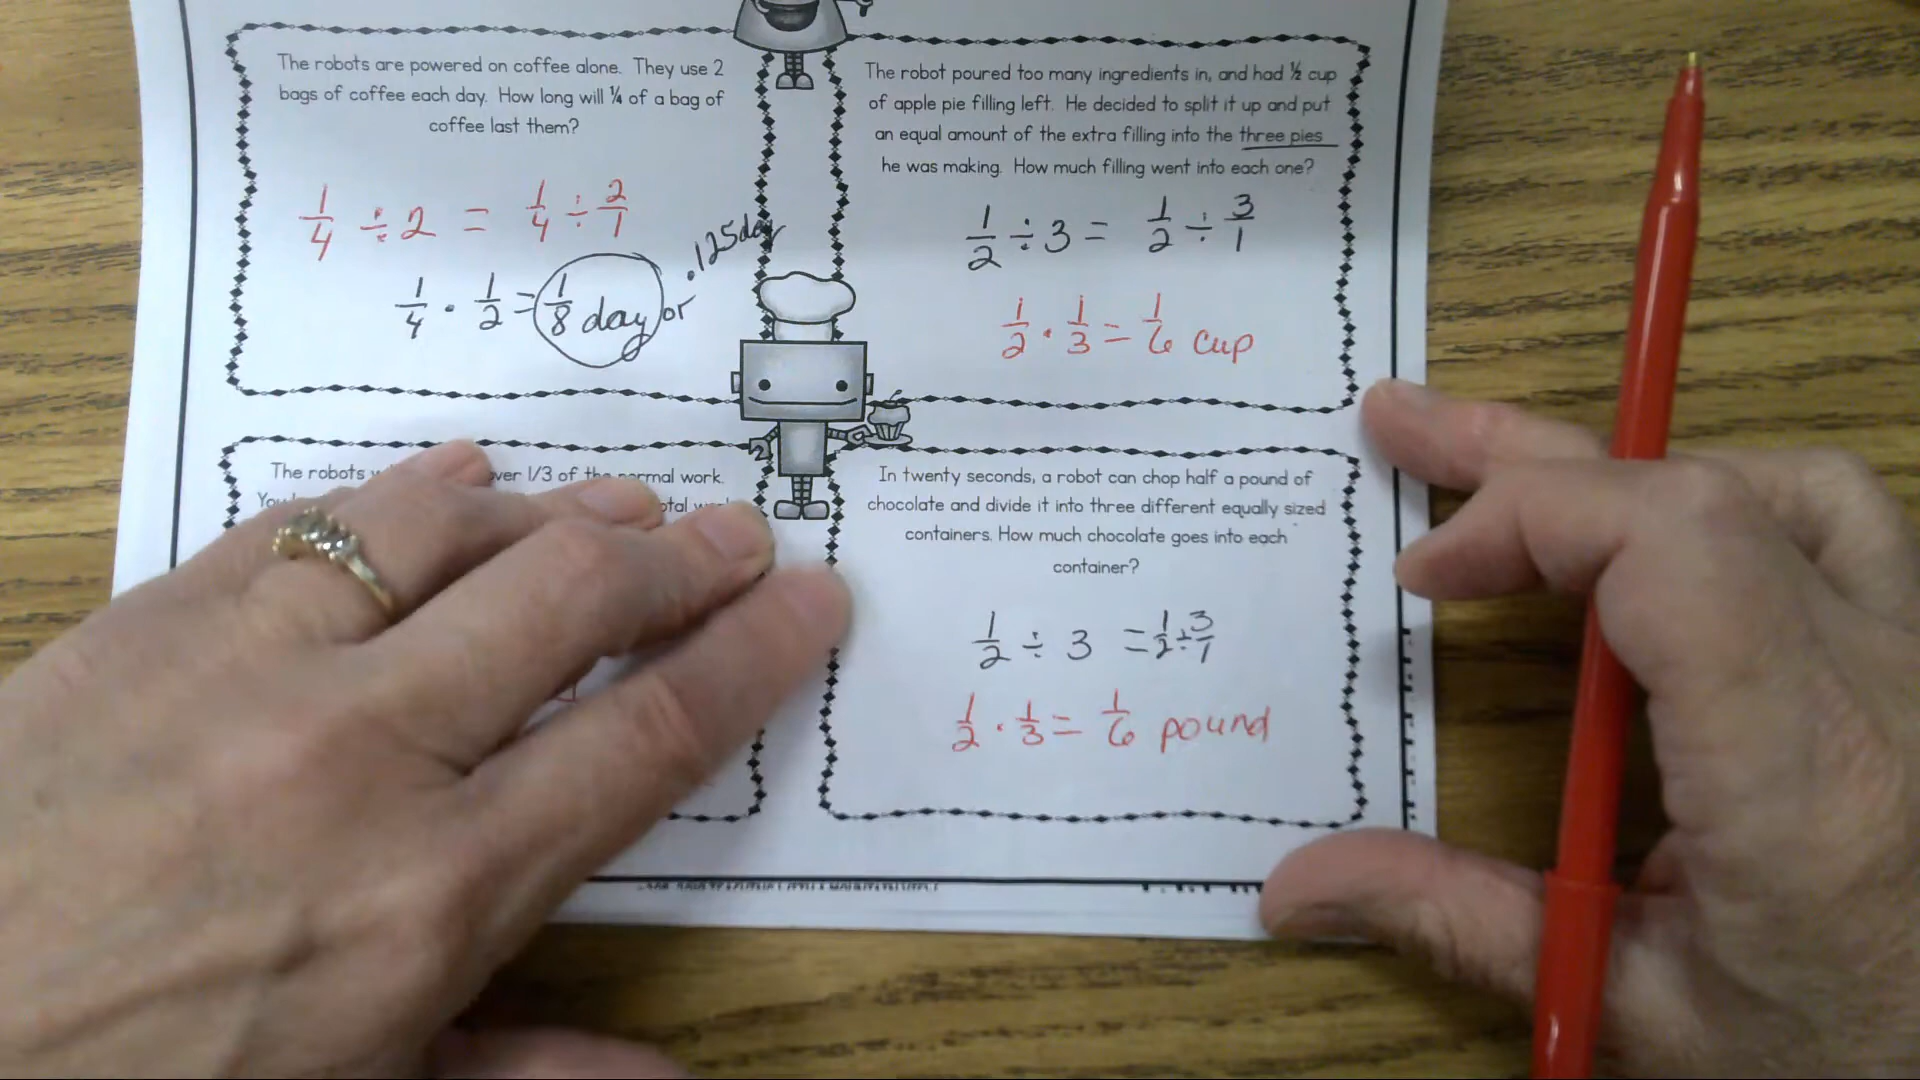 The robots are powered on coffee alone. They use 2
bags of coffee each day. How long will ¼ of a bag of
coffee last them?
1/4 ÷ 2 = 1/4 ÷ 2/1
1/4 · 1/2 = 1/8 day or .125 day
The robot poured too many ingredients in, and had ½ cup
of apple pie filling left. He decided to split it up and put
an equal amount of the extra filling into the three pies
he was making. How much filling went into each one?
1/2 ÷ 3 = 1/2 ÷ 3/1
1/2 · 1/3 = 1/6 cup
The robots over 1/3 of the normal work.
In twenty seconds, a robot can chop half a pound of
chocolate and divide it into three different equally sized
containers. How much chocolate goes into each
container?
1/2 ÷ 3 = 1/2 ÷ 3/1
1/2 · 1/3 = 1/6 pound